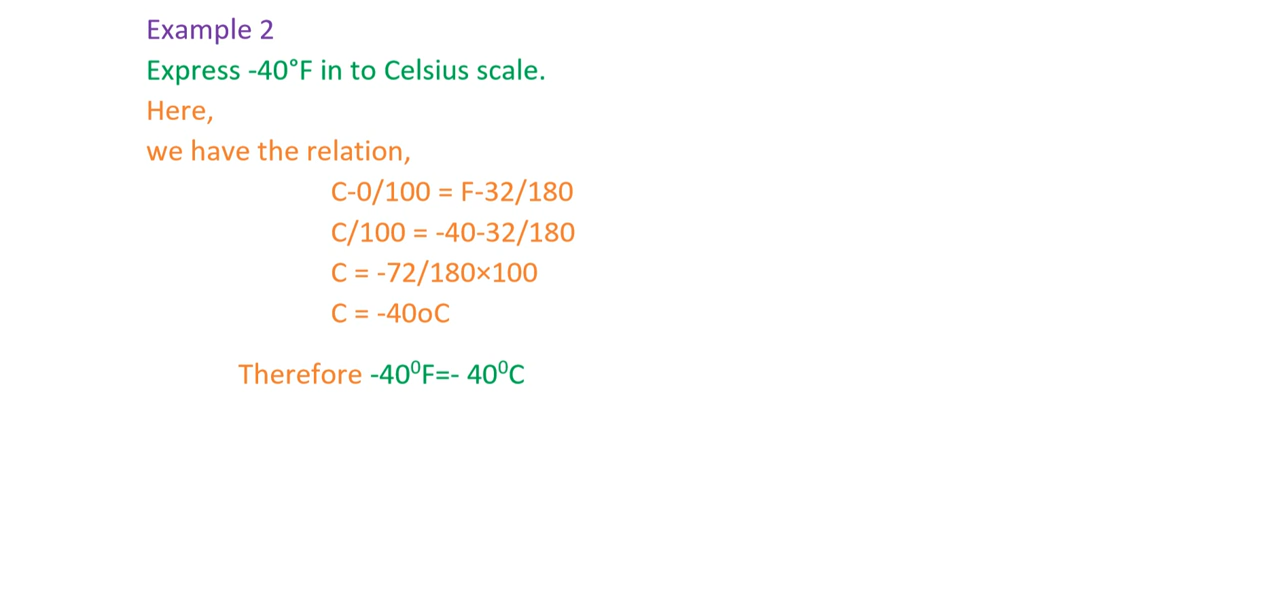 Example 2
Express -40°F in to Celsius scale.
Here,
we have the relation,
C-0/100 = F-32/180
C/100 = -40-32/180
C = -72/180×100
C = -40oC
Therefore -40⁰F=- 40⁰C